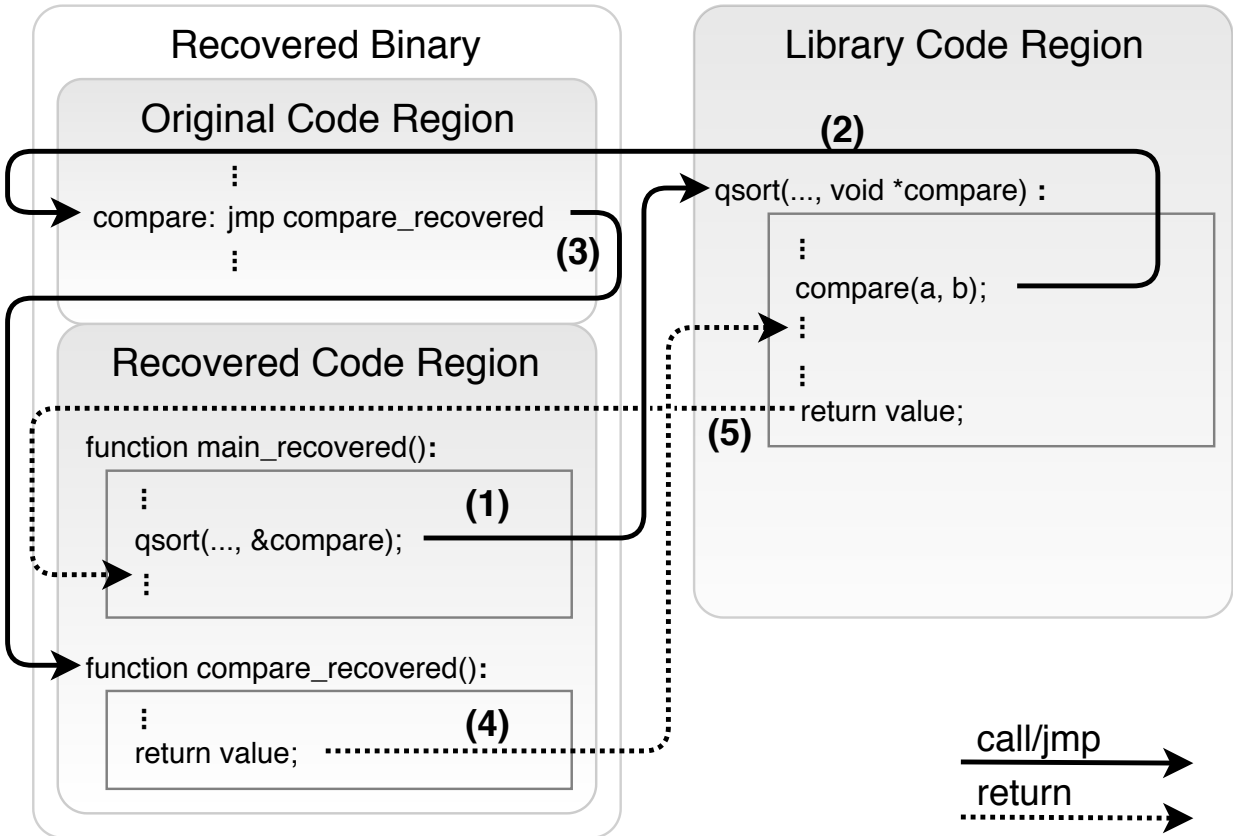 Recovered Binary
Original Code Region
⋮
compare: jmp compare_recovered
⋮
(3)
Recovered Code Region
function main_recovered():
⋮
(1)
qsort(..., &compare);
⋮
function compare_recovered():
⋮
(4)
return value;
Library Code Region
(2)
qsort(..., void *compare) :
⋮
compare(a, b);
⋮
⋮
return value;
(5)
call/jmp
return